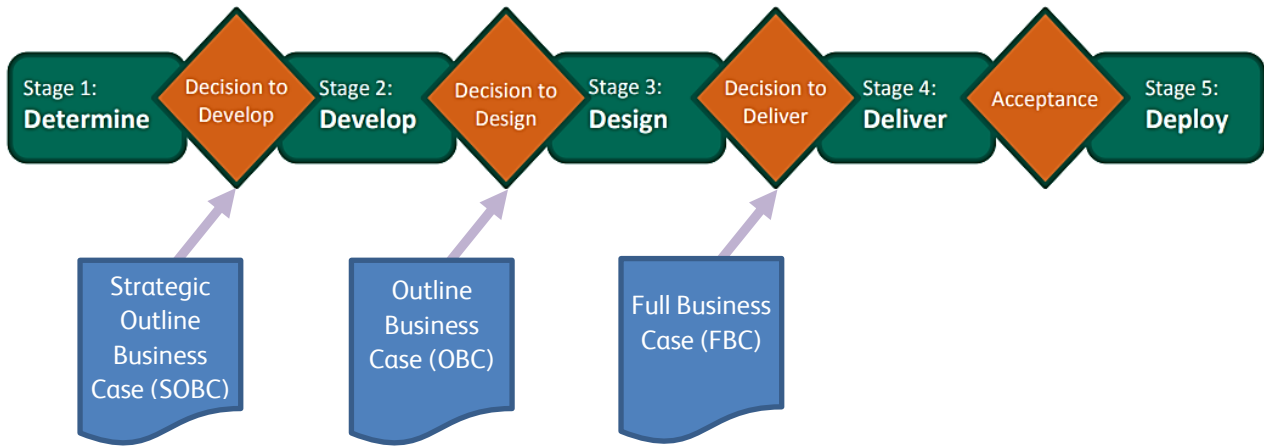 Stage 1:
Determine
Decision to
Develop
Stage 2:
Develop
Decision to
Design
Stage 3:
Design
Decision to
Deliver
Stage 4:
Deliver
Acceptance
Stage 5:
Deploy
Strategic
Outline
Business
Case (SOBC)
Outline
Business
Case (OBC)
Full Business
Case (FBC)